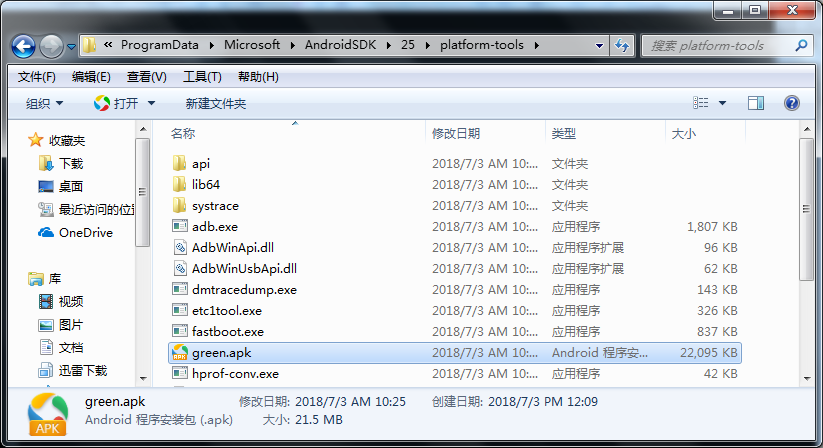 « ProgramData ▸ Microsoft ▸ AndroidSDK ▸ 25 ▸ platform-tools ▸ 搜索 platform-tools
文件(F) 编辑(E) 查看(V) 工具(T) 帮助(H)
组织 打开 新建文件夹
收藏夹
下载
桌面
最近访问的位置
OneDrive
库
视频
图片
文档
迅雷下载
名称 修改日期 类型 大小
api 2018/7/3 AM 10:... 文件夹
lib64 2018/7/3 AM 10:... 文件夹
systrace 2018/7/3 AM 10:... 文件夹
adb.exe 2018/7/3 AM 10:... 应用程序 1,807 KB
AdbWinApi.dll 2018/7/3 AM 10:... 应用程序扩展 96 KB
AdbWinUsbApi.dll 2018/7/3 AM 10:... 应用程序扩展 62 KB
dmtracedump.exe 2018/7/3 AM 10:... 应用程序 143 KB
etc1tool.exe 2018/7/3 AM 10:... 应用程序 326 KB
fastboot.exe 2018/7/3 AM 10:... 应用程序 837 KB
green.apk 2018/7/3 AM 10:... Android 程序安... 22,095 KB
hprof-conv.exe 2018/7/3 AM 10:... 应用程序 42 KB
APK
green.apk 修改日期: 2018/7/3 AM 10:25 创建日期: 2018/7/3 PM 12:09
Android 程序安装包 (.apk) 大小: 21.5 MB